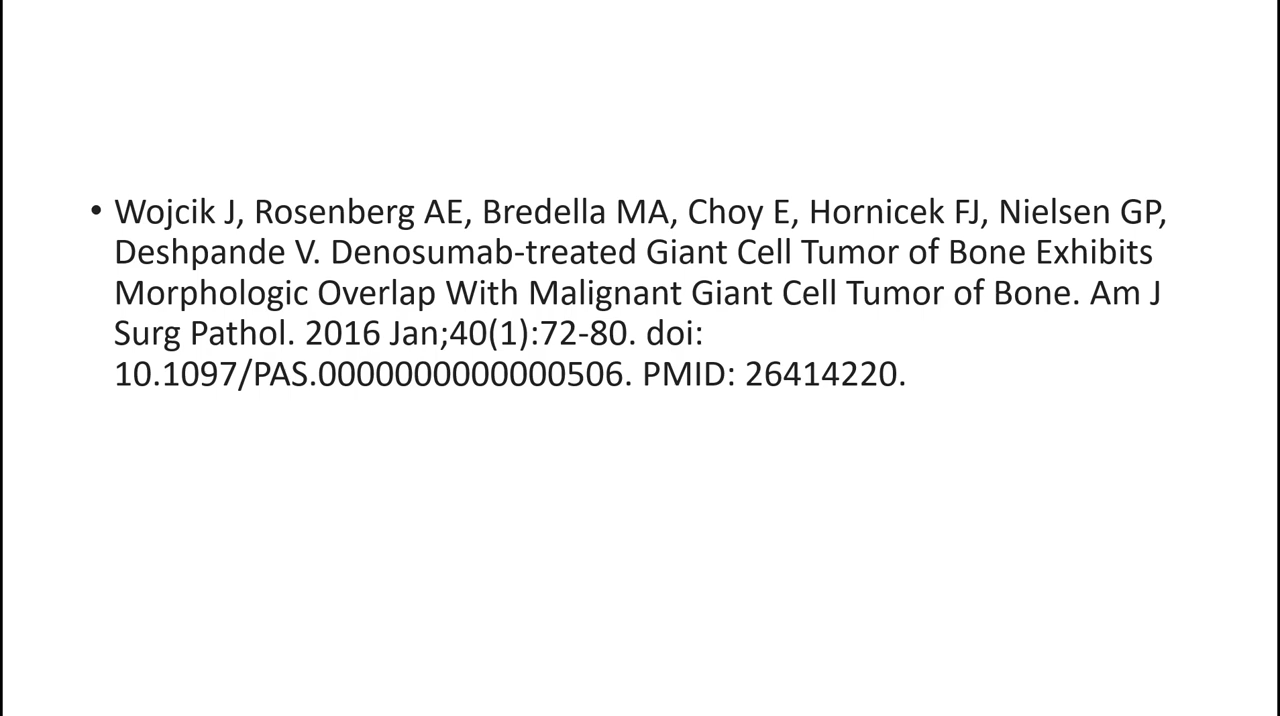 • Wojcik J, Rosenberg AE, Bredella MA, Choy E, Hornicek FJ, Nielsen GP,
Deshpande V. Denosumab-treated Giant Cell Tumor of Bone Exhibits
Morphologic Overlap With Malignant Giant Cell Tumor of Bone. Am J
Surg Pathol. 2016 Jan;40(1):72-80. doi:
10.1097/PAS.0000000000000506. PMID: 26414220.